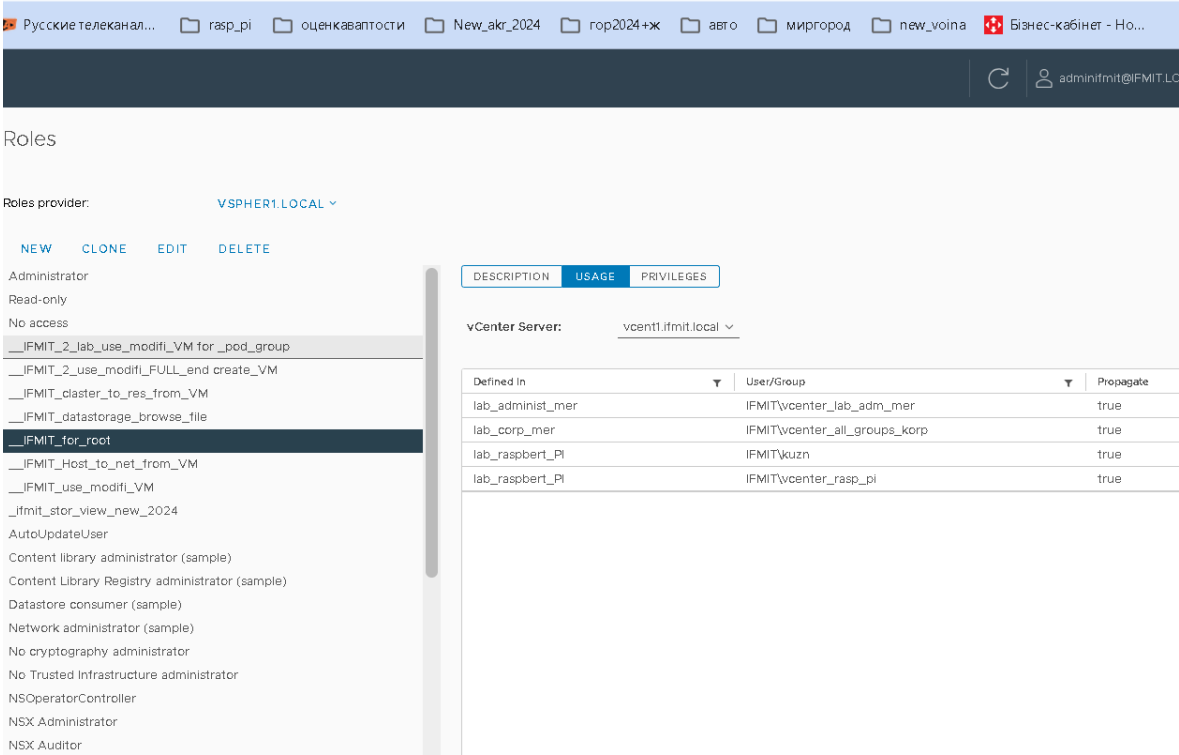 Русские телеканал... rasp_pi оценкаваптости New_akr_2024 гор2024+ж авто миргород new_voina Бізнес-кабінет - Но...
adminifmit@IFMIT.LC
Roles
Roles provider: VSPHER1.LOCAL
NEW CLONE EDIT DELETE
Administrator
Read-only
No access
__IFMIT_2_lab_use_modifi_VM for _pod_group
__IFMIT_2_use_modifi_FULL_end create_VM
__IFMIT_claster_to_res_from_VM
__IFMIT_datastorage_browse_file
__IFMIT_for_root
__IFMIT_Host_to_net_from_VM
__IFMIT_use_modifi_VM
_ifmit_stor_view_new_2024
AutoUpdateUser
Content library administrator (sample)
Content Library Registry administrator (sample)
Datastore consumer (sample)
Network administrator (sample)
No cryptography administrator
No Trusted Infrastructure administrator
NSOperatorController
NSX Administrator
NSX Auditor
DESCRIPTION USAGE PRIVILEGES
vCenter Server: vcent1.ifmit.local
Defined In User/Group Propagate
lab_administ_mer IFMIT\vcenter_lab_adm_mer true
lab_corp_mer IFMIT\vcenter_all_groups_korp true
lab_raspbert_PI IFMIT\kuzn true
lab_raspbert_PI IFMIT\vcenter_rasp_pi true